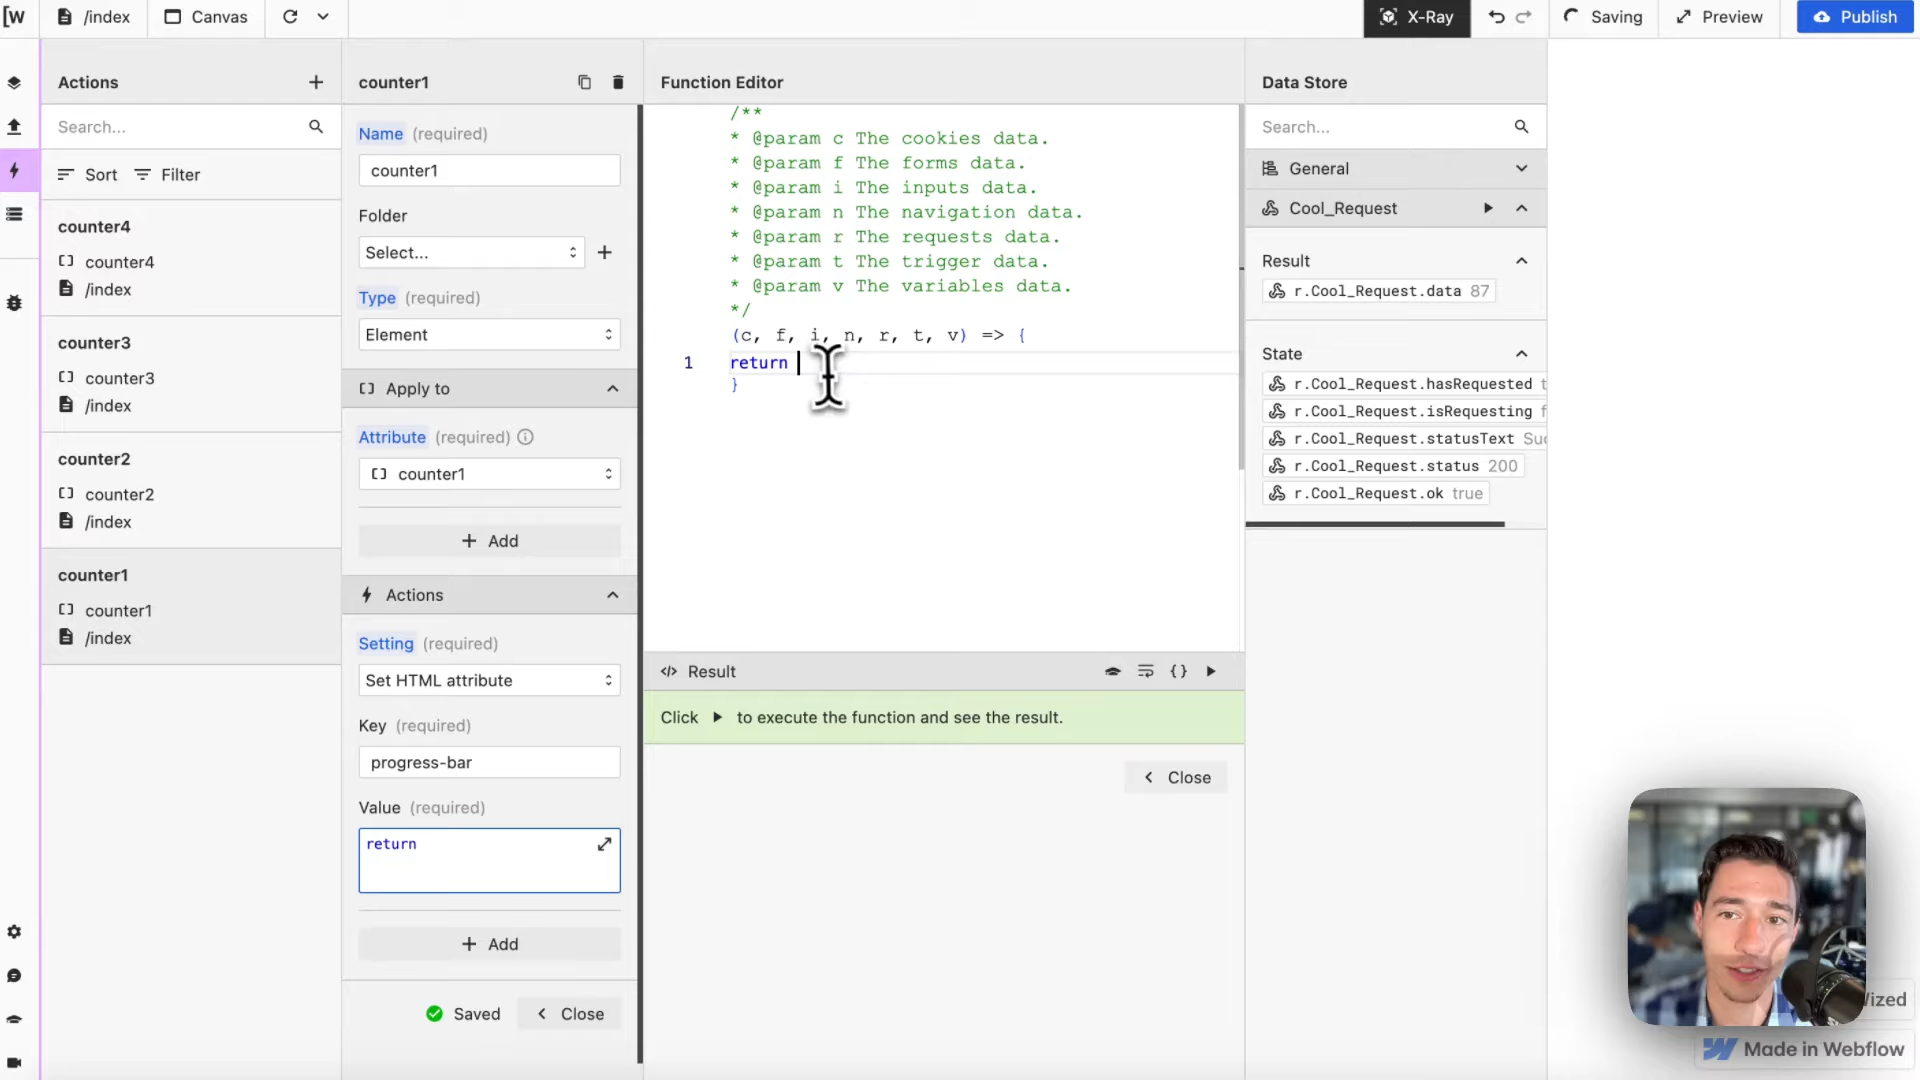 [W
/index
Canvas
X-Ray
Saving
Preview
Publish
Actions
Search...
Sort
Filter
counter4
counter4
/index
counter3
counter3
/index
counter2
counter2
/index
counter1
counter1
/index
counter1
Name (required)
counter1
Folder
Select...
Type (required)
Element
Apply to
Attribute (required)
counter1
Add
Actions
Setting (required)
Set HTML attribute
Key (required)
progress-bar
Value (required)
return
Add
Saved
Close
Function Editor
/**
* @param c The cookies data.
* @param f The forms data.
* @param i The inputs data.
* @param n The navigation data.
* @param r The requests data.
* @param t The trigger data.
* @param v The variables data.
*/
(c, f, i, n, r, t, v) => {
1 return
}
Result
Click ▶ to execute the function and see the result.
Close
Data Store
Search...
General
Cool_Request
Result
r.Cool_Request.data 87
State
r.Cool_Request.hasRequested t
r.Cool_Request.isRequesting f
r.Cool_Request.statusText Suc
r.Cool_Request.status 200
r.Cool_Request.ok true
ized
Made in Webflow